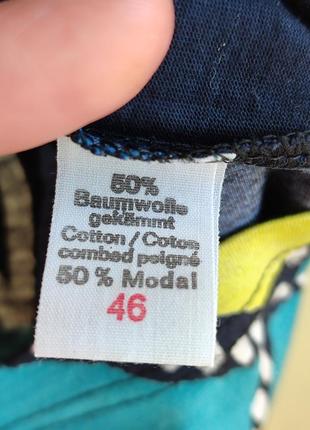 50%
Baumwolle
gekämmt
Cotton/Coton
combed peigné
50% Modal
46